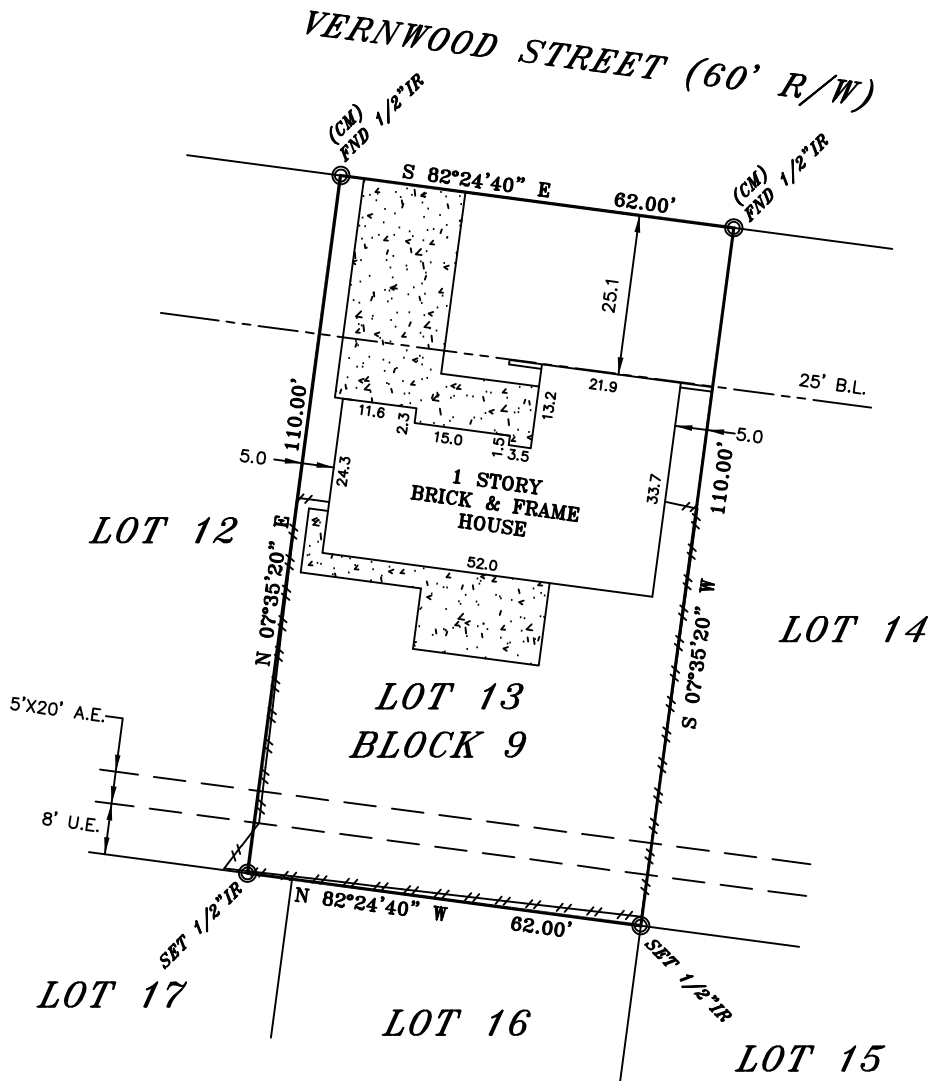 VERNWOOD STREET (60' R/W)
(CM)
FND 1/2"IR
(CM)
FND 1/2"IR
S 82°24'40" E
62.00'
25.1
25' B.L.
21.9
13.2
11.6
2.3
15.0
1.5
3.5
110.00'
5.0
24.3
5.0
110.00'
33.7
1 STORY
BRICK & FRAME
HOUSE
52.0
LOT 12
N 07°35'20" E
S 07°35'20" W
LOT 14
LOT 13
BLOCK 9
5'X20' A.E.
8' U.E.
N 82°24'40" W
62.00'
SET 1/2"IR
SET 1/2"IR
LOT 17
LOT 16
LOT 15